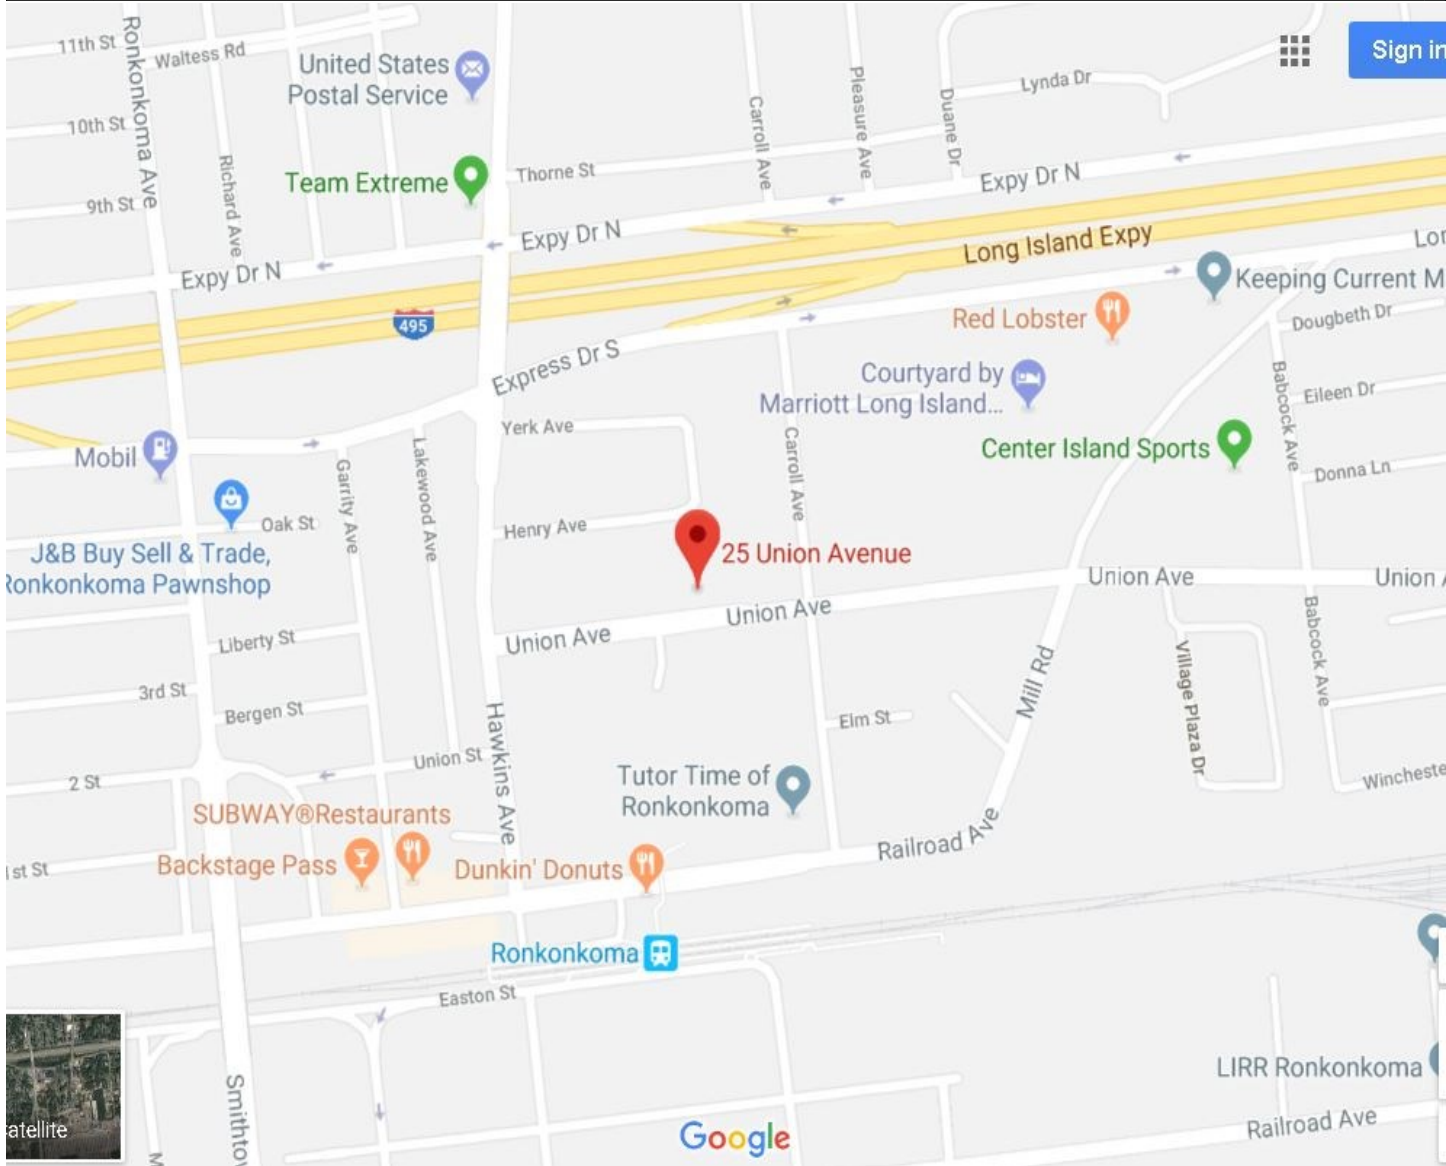 11th St
Waltess Rd
Ronkonkoma Ave
United States
Postal Service
Carroll Ave
Pleasure Ave
Duane Dr
Lynda Dr
Sign in
10th St
Richard Ave
Team Extreme
Thorne St
9th St
Expy Dr N
Expy Dr N
Expy Dr N
Long Island Expy
Lor
Keeping Current M
495
Red Lobster
Dougbeth Dr
Express Dr S
Courtyard by
Marriott Long Island...
Babcock Ave
Eileen Dr
Yerk Ave
Mobil
Garrity Ave
Lakewood Ave
Carroll Ave
Center Island Sports
Donna Ln
Oak St
Henry Ave
J&B Buy Sell & Trade,
Ronkonkoma Pawnshop
25 Union Avenue
Union Ave
Union A
Union Ave
Union Ave
Liberty St
Babcock Ave
Village Plaza Dr
Mill Rd
3rd St
Bergen St
Hawkins Ave
Elm St
Union St
2 St
Tutor Time of
Ronkonkoma
Wincheste
SUBWAY®Restaurants
Railroad Ave
1st St
Backstage Pass
Dunkin' Donuts
Ronkonkoma
Easton St
LIRR Ronkonkoma
Smithtov
atellite
Google
Railroad Ave
M